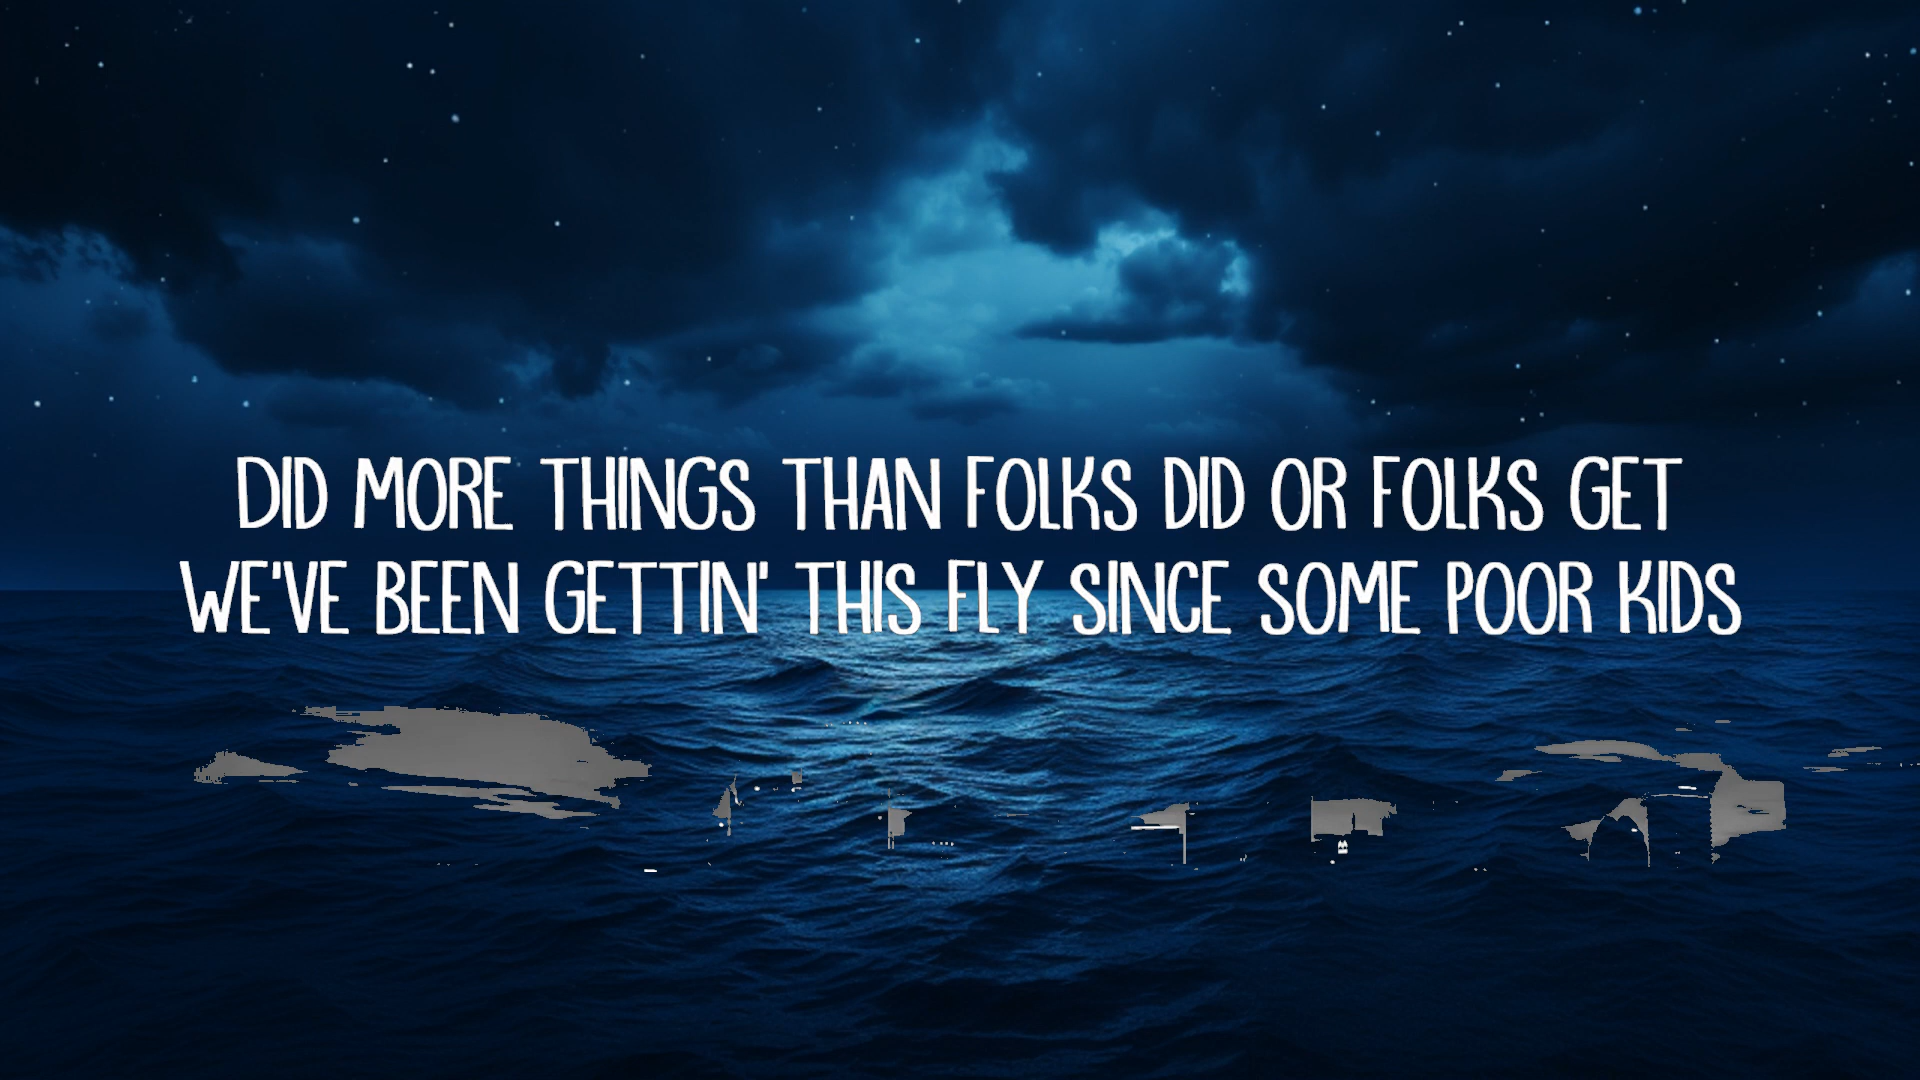 DID MORE THINGS THAN FOLKS DID OR FOLKS GET
WE'VE BEEN GETTIN' THIS FLY SINCE SOME POOR KIDS